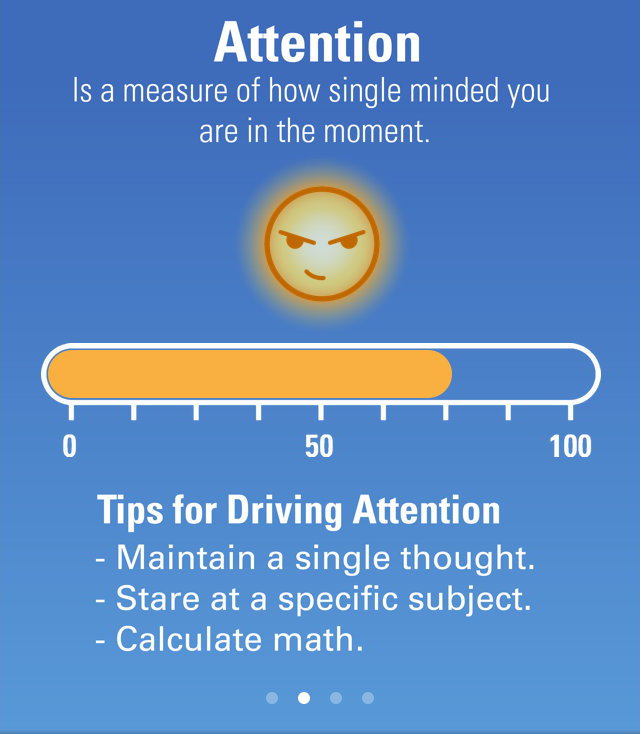 Attention
Is a measure of how single minded you
are in the moment.
0 50 100
Tips for Driving Attention
- Maintain a single thought.
- Stare at a specific subject.
- Calculate math.